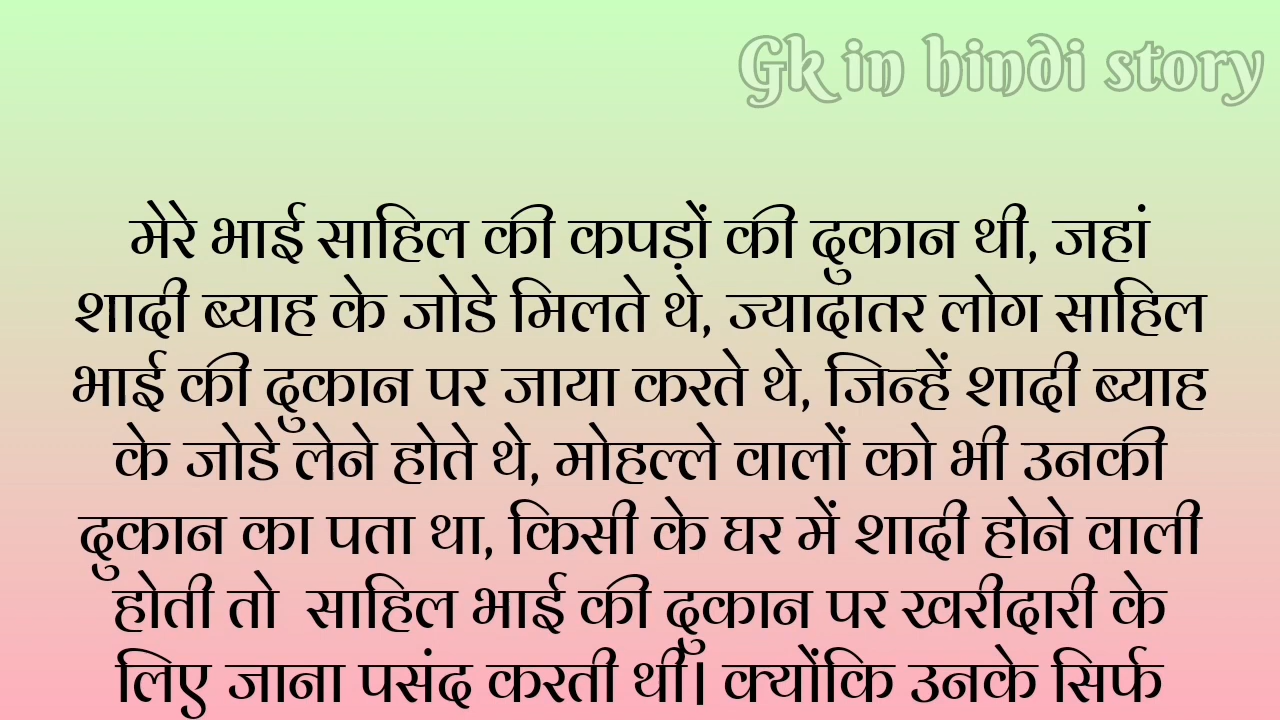 Gk in hindi story
मेरे भाई साहिल की कपड़ों की दुकान थी, जहां
शादी ब्याह के जोडे मिलते थे, ज्यादातर लोग साहिल
भाई की दुकान पर जाया करते थे, जिन्हें शादी ब्याह
के जोडे लेने होते थे, मोहल्ले वालों को भी उनकी
दुकान का पता था, किसी के घर में शादी होने वाली
होती तो  साहिल भाई की दुकान पर खरीदारी के
लिए जाना पसंद करती थी। क्योंकि उनके सिर्फ